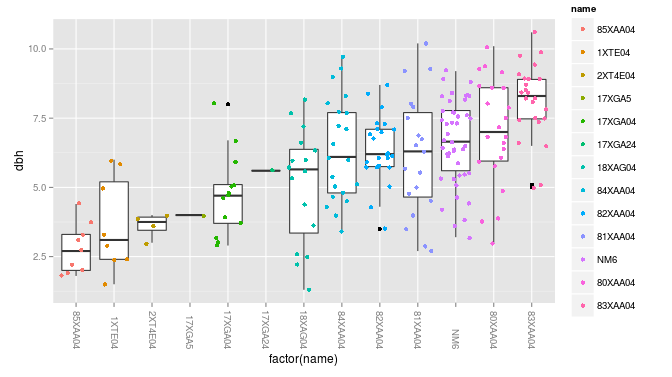 name
85XAA04
1XTE04
2XT4E04
17XGA5
17XGA04
17XGA24
18XAG04
84XAA04
82XAA04
81XAA04
NM6
80XAA04
83XAA04
10.0
7.5
5.0
2.5
dbh
85XAA04 1XTE04 2XT4E04 17XGA5 17XGA04 17XGA24 18XAG04 84XAA04 82XAA04 81XAA04 NM6 80XAA04 83XAA04
factor(name)